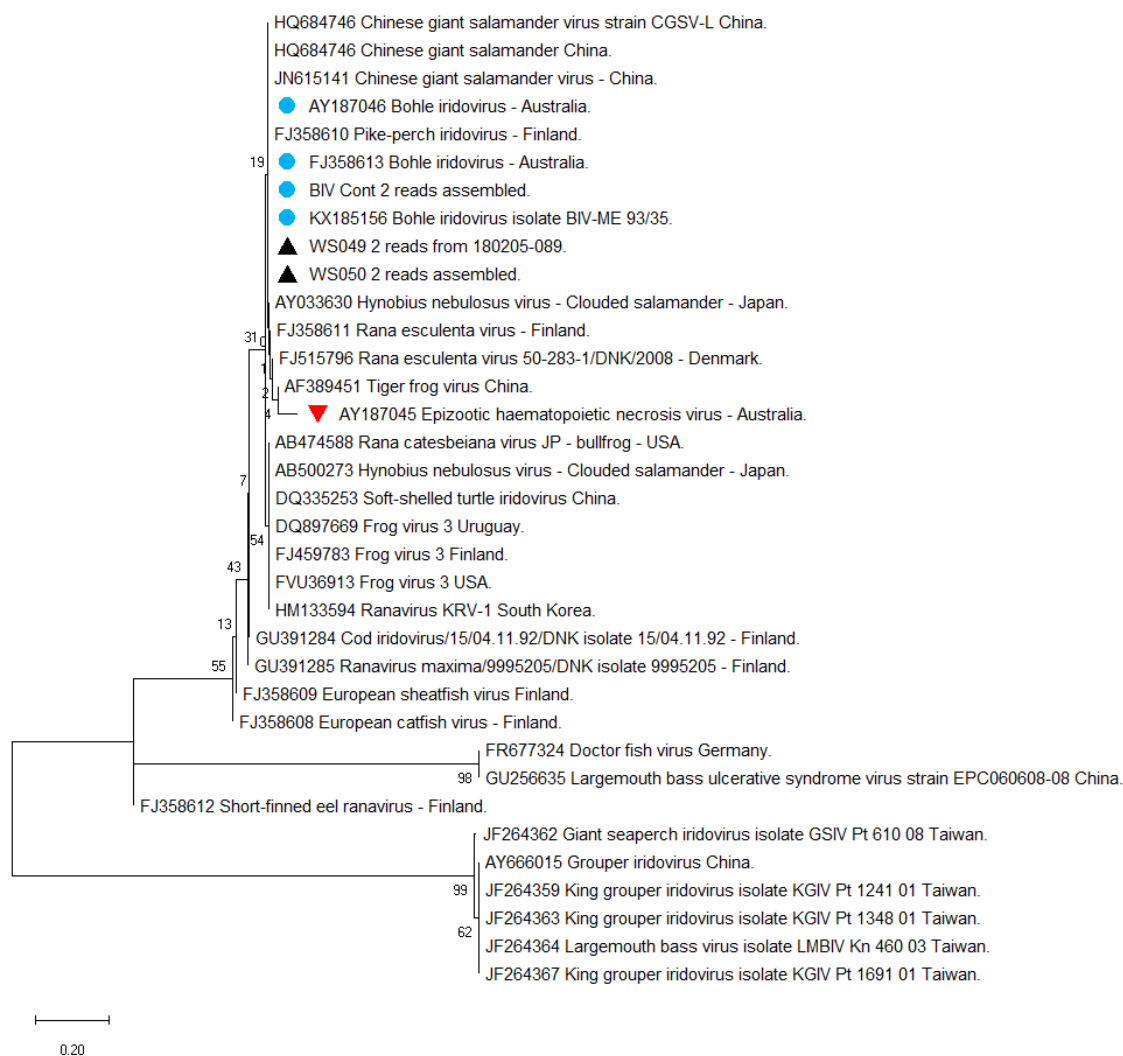 HQ684746 Chinese giant salamander virus strain CGSV-L China.
HQ684746 Chinese giant salamander China.
JN615141 Chinese giant salamander virus - China.
AY187046 Bohle iridovirus - Australia.
FJ358610 Pike-perch iridovirus - Finland.
19
FJ358613 Bohle iridovirus - Australia.
BIV Cont 2 reads assembled.
KX185156 Bohle iridovirus isolate BIV-ME 93/35.
WS049 2 reads from 180205-089.
WS050 2 reads assembled.
AY033630 Hynobius nebulosus virus - Clouded salamander - Japan.
FJ358611 Rana esculenta virus - Finland.
31
0
FJ515796 Rana esculenta virus 50-283-1/DNK/2008 - Denmark.
1
AF389451 Tiger frog virus China.
2
AY187045 Epizootic haematopoietic necrosis virus - Australia.
4
AB474588 Rana catesbeiana virus JP - bullfrog - USA.
AB500273 Hynobius nebulosus virus - Clouded salamander - Japan.
7
DQ335253 Soft-shelled turtle iridovirus China.
DQ897669 Frog virus 3 Uruguay.
54
FJ459783 Frog virus 3 Finland.
43
FVU36913 Frog virus 3 USA.
HM133594 Ranavirus KRV-1 South Korea.
13
GU391284 Cod iridovirus/15/04.11.92/DNK isolate 15/04.11.92 - Finland.
55
GU391285 Ranavirus maxima/9995205/DNK isolate 9995205 - Finland.
FJ358609 European sheatfish virus Finland.
FJ358608 European catfish virus - Finland.
FR677324 Doctor fish virus Germany.
98
GU256635 Largemouth bass ulcerative syndrome virus strain EPC060608-08 China.
FJ358612 Short-finned eel ranavirus - Finland.
JF264362 Giant seaperch iridovirus isolate GSIV Pt 610 08 Taiwan.
AY666015 Grouper iridovirus China.
99
JF264359 King grouper iridovirus isolate KGIV Pt 1241 01 Taiwan.
JF264363 King grouper iridovirus isolate KGIV Pt 1348 01 Taiwan.
62
JF264364 Largemouth bass virus isolate LMBIV Kn 460 03 Taiwan.
JF264367 King grouper iridovirus isolate KGIV Pt 1691 01 Taiwan.
0.20